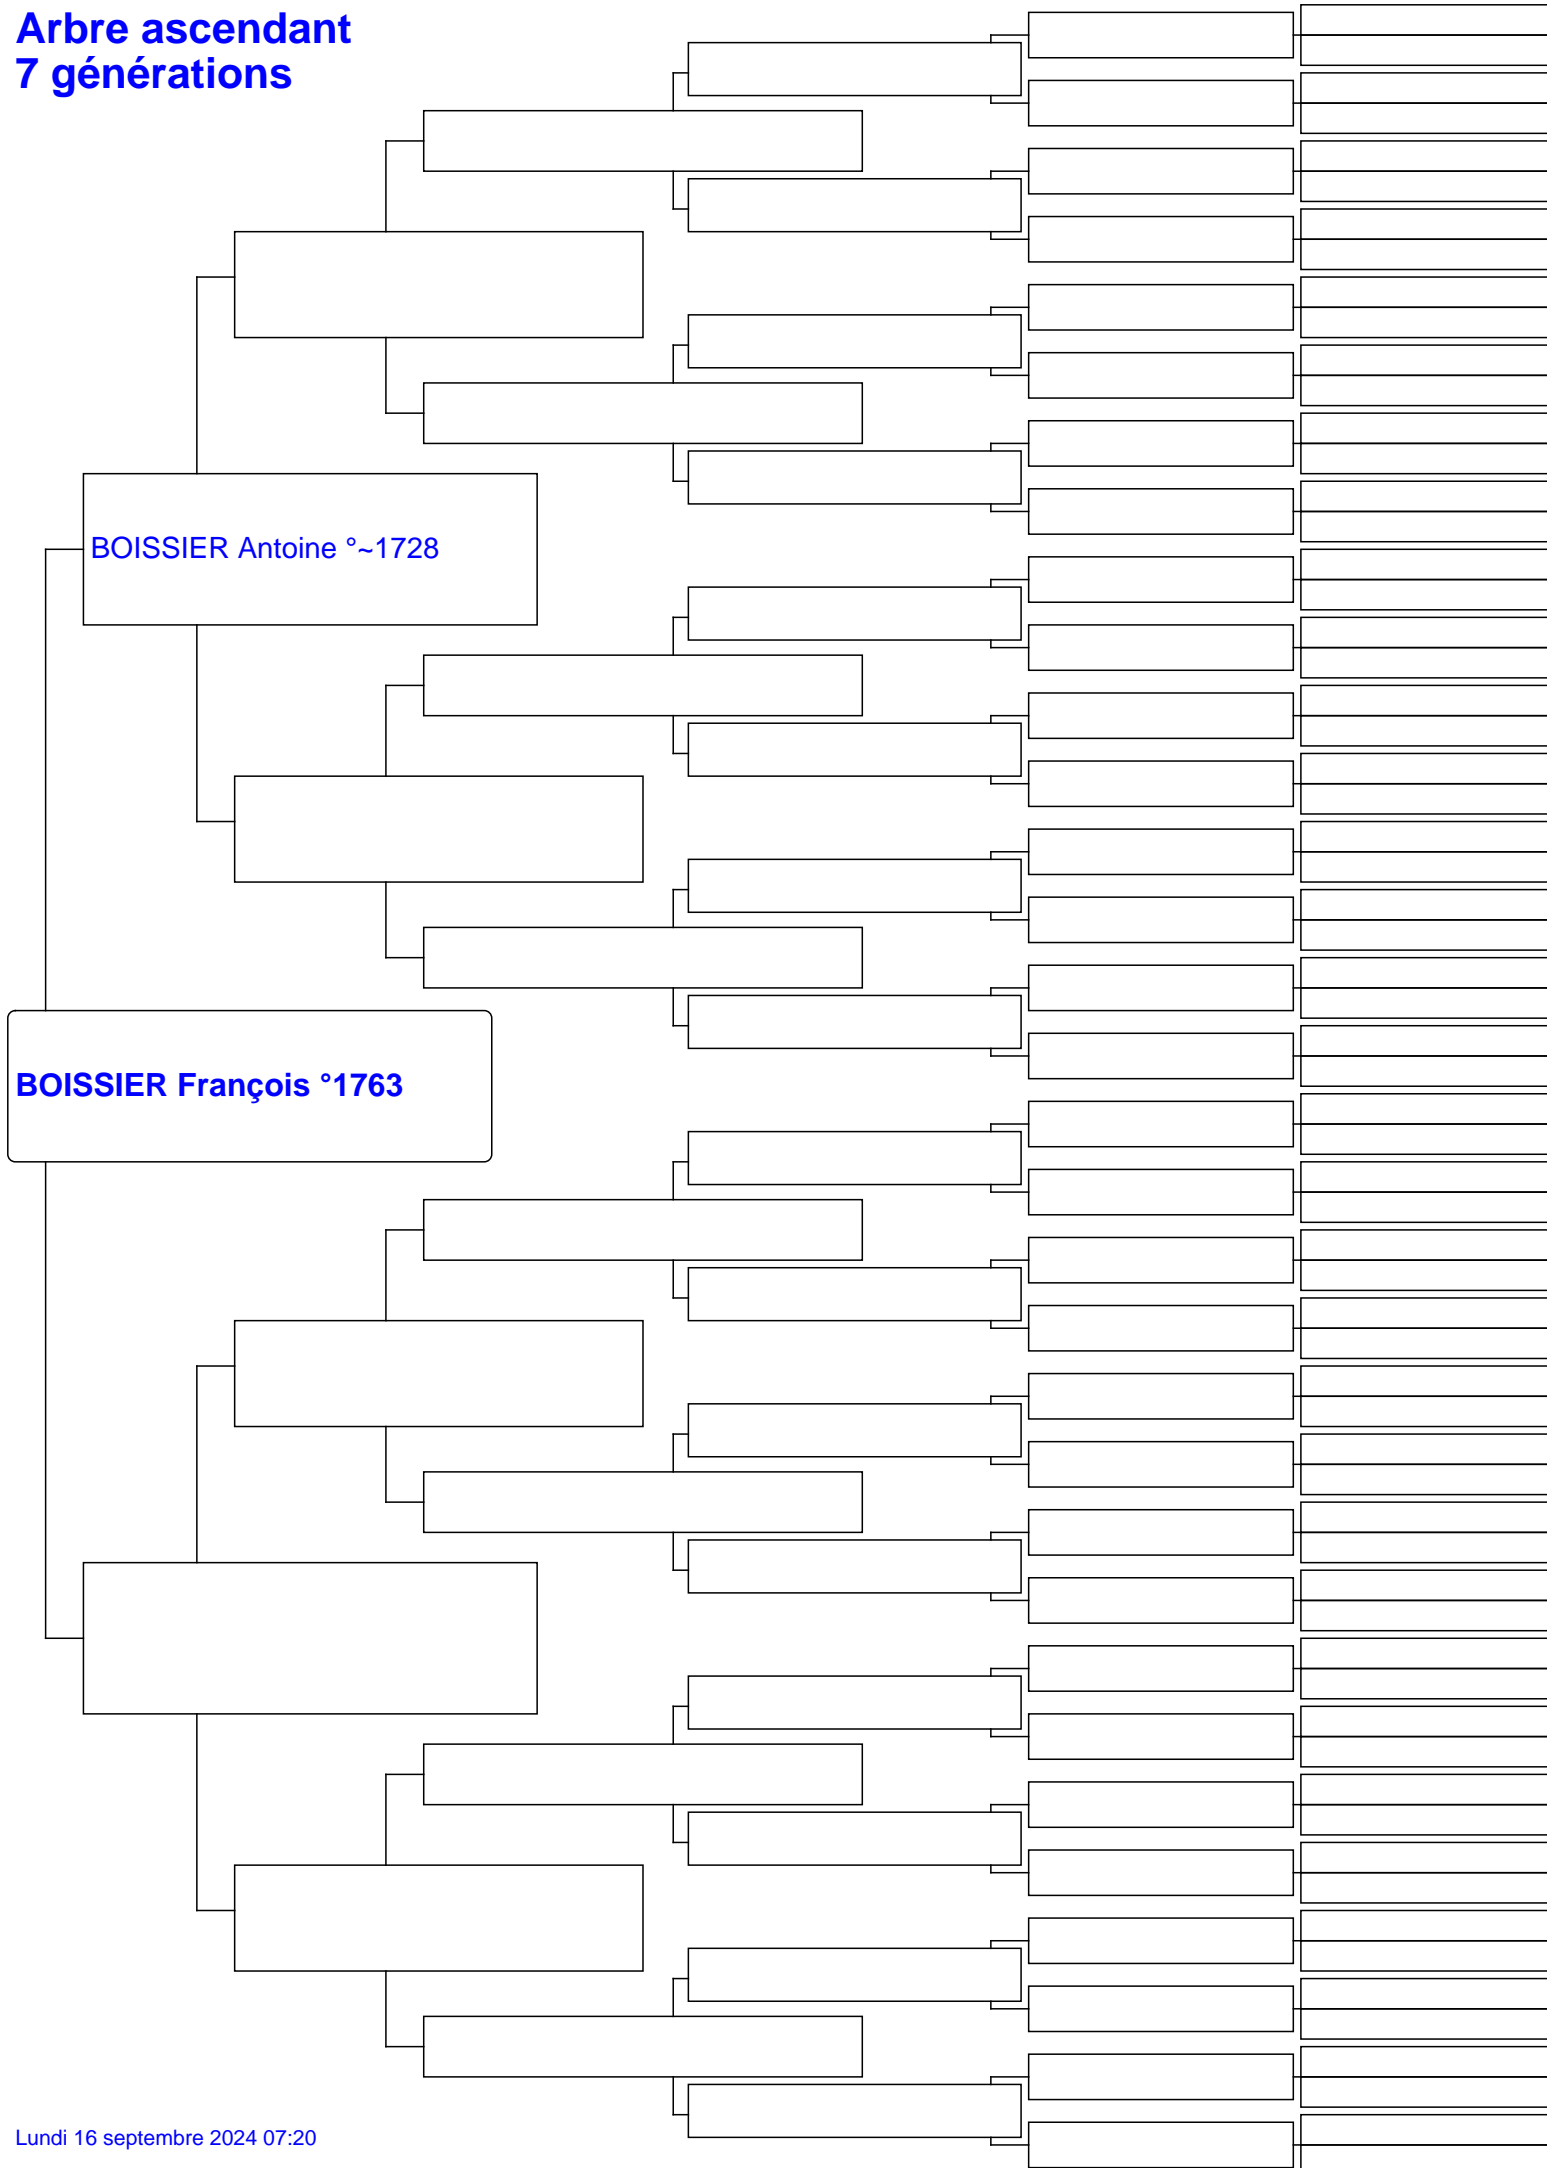 Arbre ascendant
7 générations
BOISSIER Antoine °~1728
BOISSIER François °1763
Lundi 16 septembre 2024 07:20